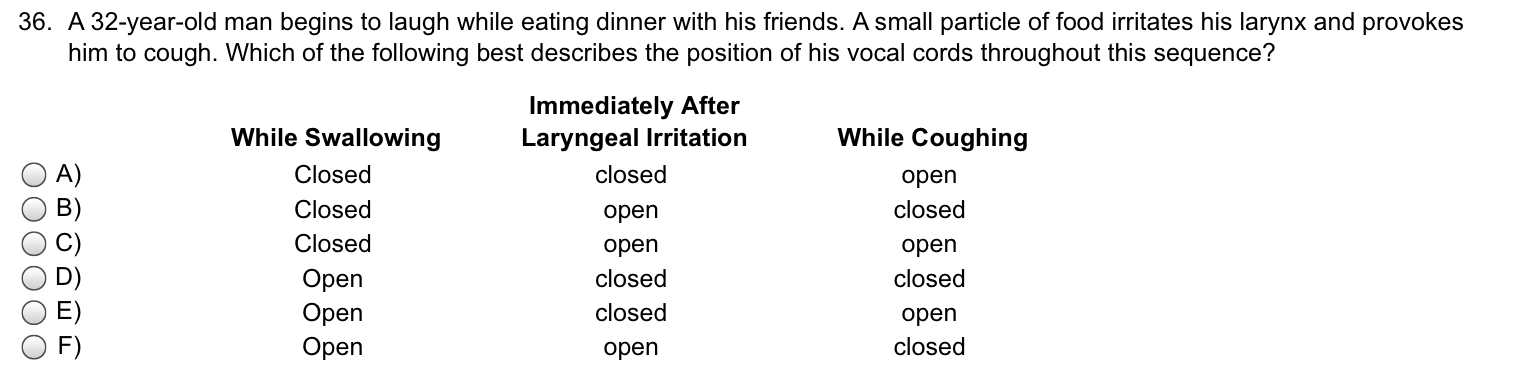 36. A 32-year-old man begins to laugh while eating dinner with his friends. A small particle of food irritates his larynx and provokes
him to cough. Which of the following best describes the position of his vocal cords throughout this sequence?
Immediately After
While Swallowing Laryngeal Irritation While Coughing
A) Closed closed open
B) Closed open closed
C) Closed open open
D) Open closed closed
E) Open closed open
F) Open open closed